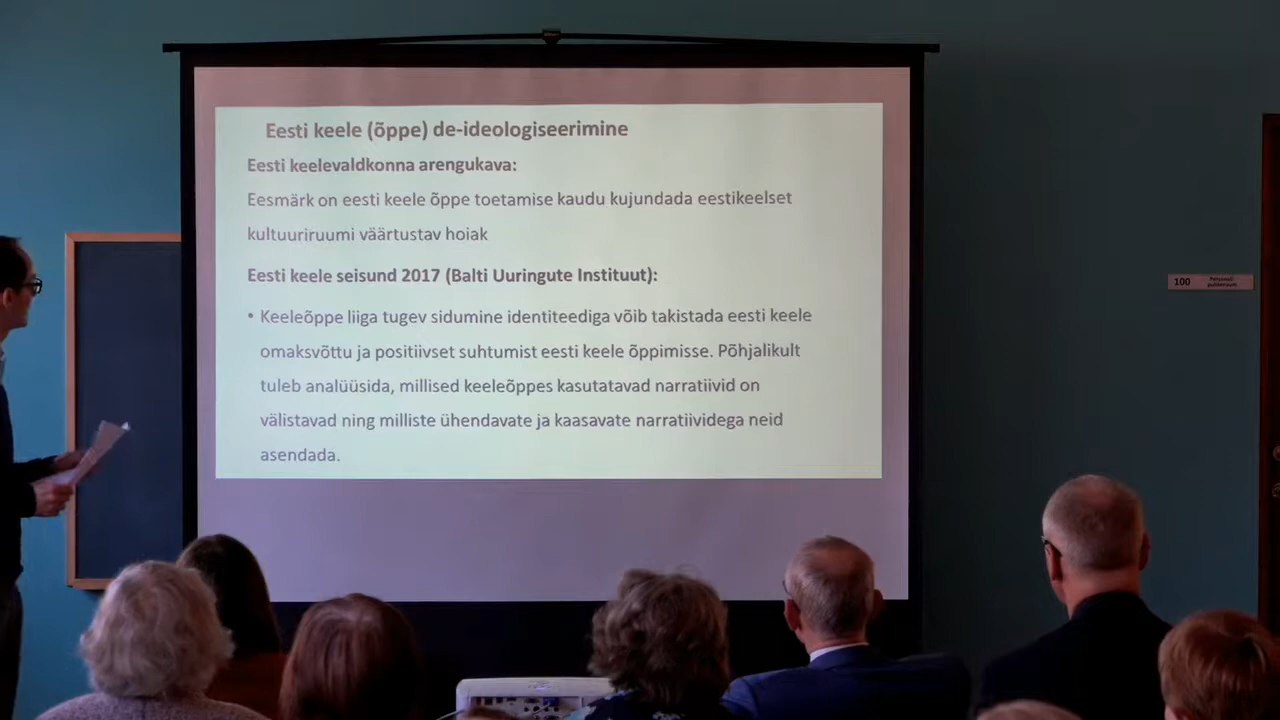 Eesti keele (õppe) de-ideologiseerimine
Eesti keelevaldkonna arengukava:
Eesmärk on eesti keele õppe toetamise kaudu kujundada eestikeelset
kultuuriruumi väärtustav hoiak
Eesti keele seisund 2017 (Balti Uuringute Instituut):
• Keeleõppe liiga tugev sidumine identiteediga võib takistada eesti keele
omaksvõttu ja positiivset suhtumist eesti keele õppimisse. Põhjalikult
tuleb analüüsida, millised keeleõppes kasutatavad narratiivid on
välistavad ning milliste ühendavate ja kaasavate narratiividega neid
asendada.
100